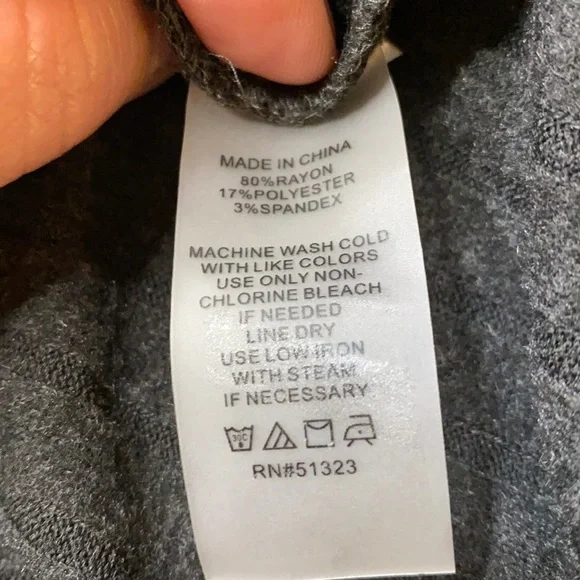 MADE IN CHINA
80%RAYON
17%POLYESTER
3%SPANDEX
MACHINE WASH COLD
WITH LIKE COLORS
USE ONLY NON-
CHLORINE BLEACH
IF NEEDED
LINE DRY
USE LOW IRON
WITH STEAM
IF NECESSARY
30C
RN#51323